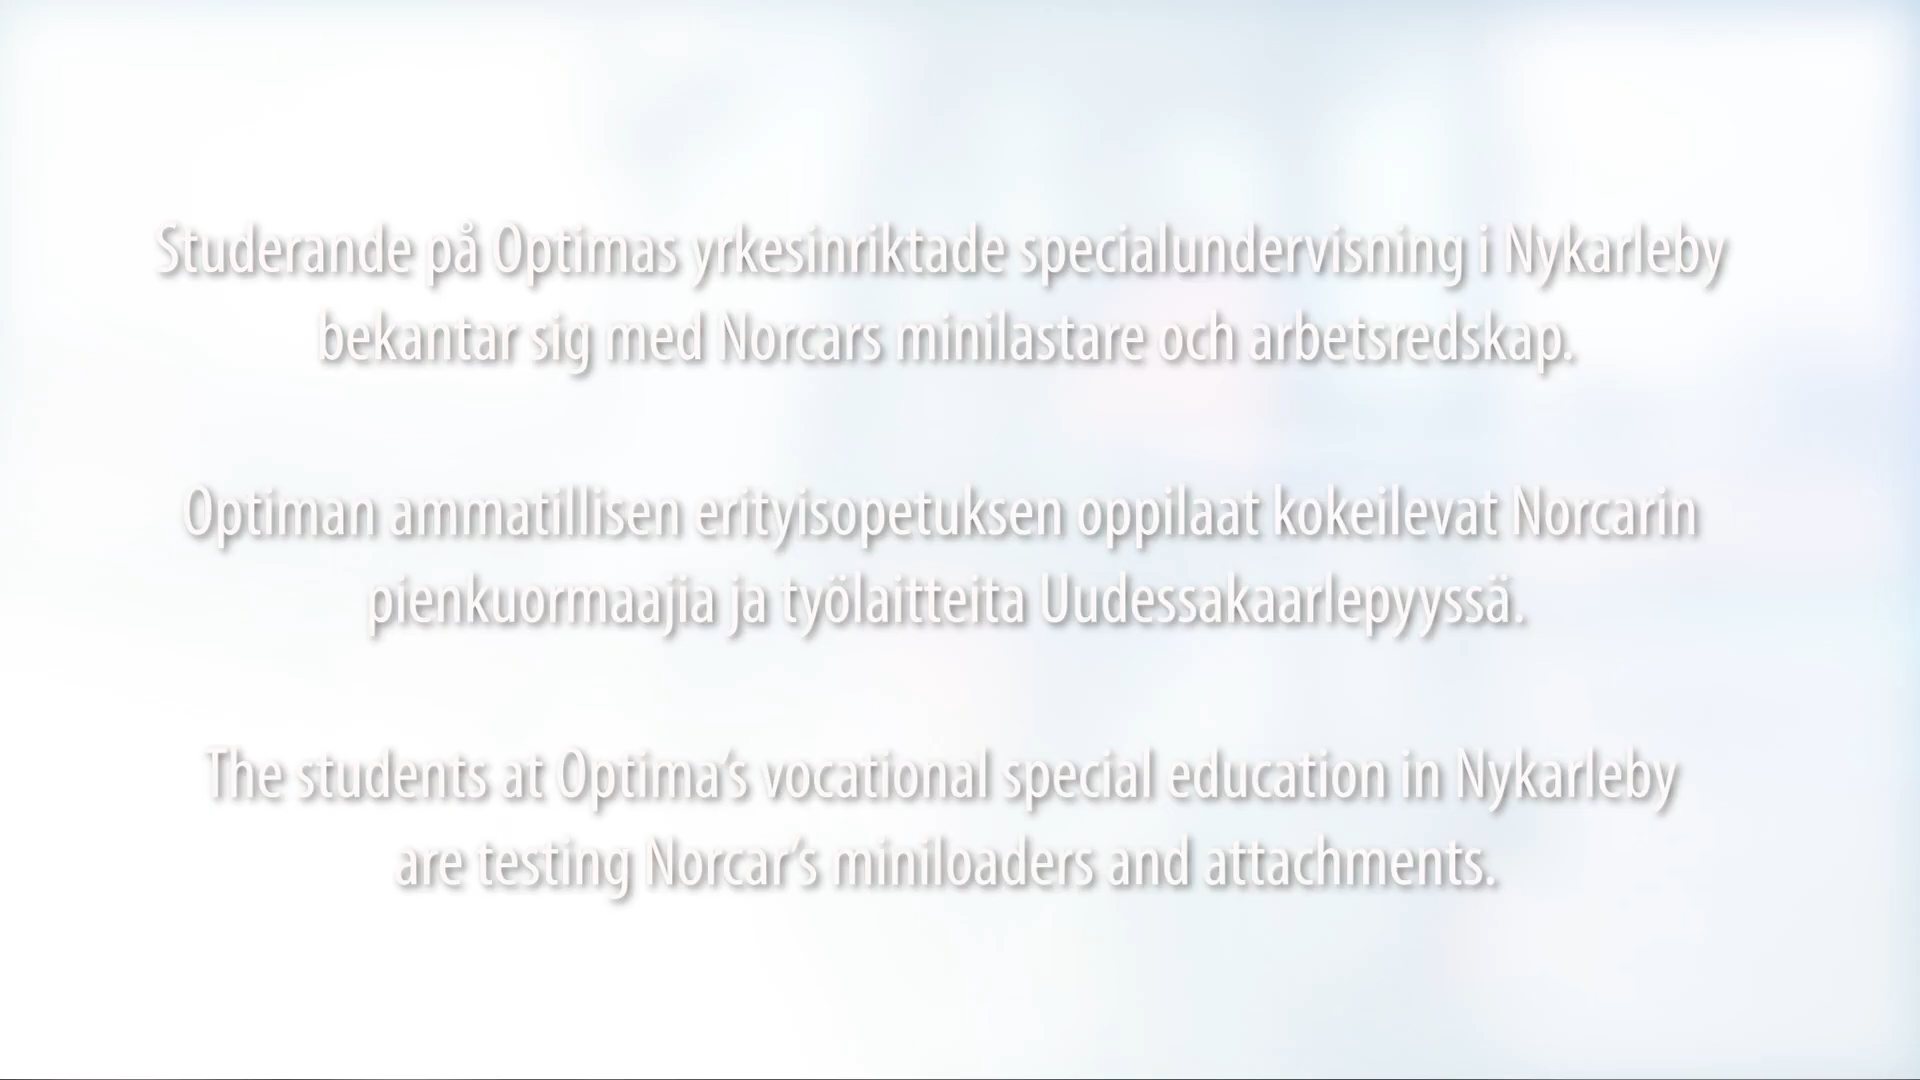 Studerande på Optimas yrkesinriktade specialundervisning i Nykarleby
bekantar sig med Norcars minilastare och arbetsredskap.
Optiman ammatillisen erityisopetuksen oppilaat kokeilevat Norcarin
pienkuormaajia ja työlaitteita Uudessakaarlepyyssä.
The students at Optima’s vocational special education in Nykarleby
are testing Norcar’s miniloaders and attachments.